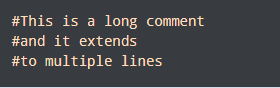 #This is a long comment
#and it extends
#to multiple lines